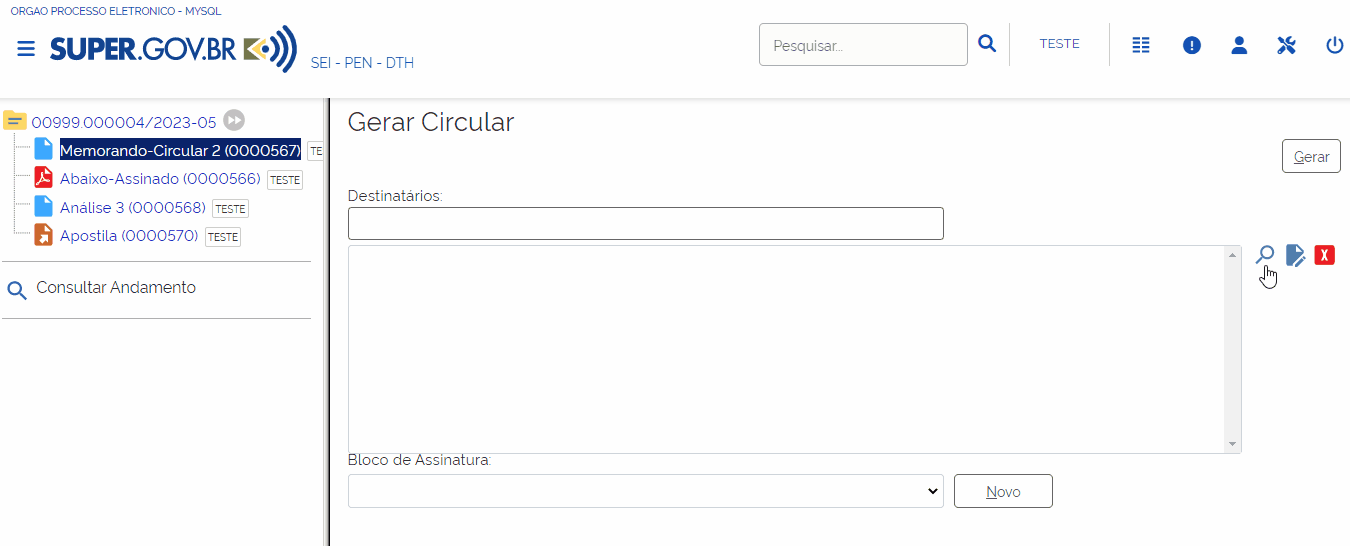 ORGAO PROCESSO ELETRONICO - MYSQL
SUPER.GOV.BR
SEI - PEN - DTH
Pesquisar...
TESTE
00999.000004/2023-05
Memorando-Circular 2 (0000567) TE
Abaixo-Assinado (0000566) TESTE
Análise 3 (0000568) TESTE
Apostila (0000570) TESTE
Consultar Andamento
Gerar Circular
Gerar
Destinatários:
X
Bloco de Assinatura:
Novo